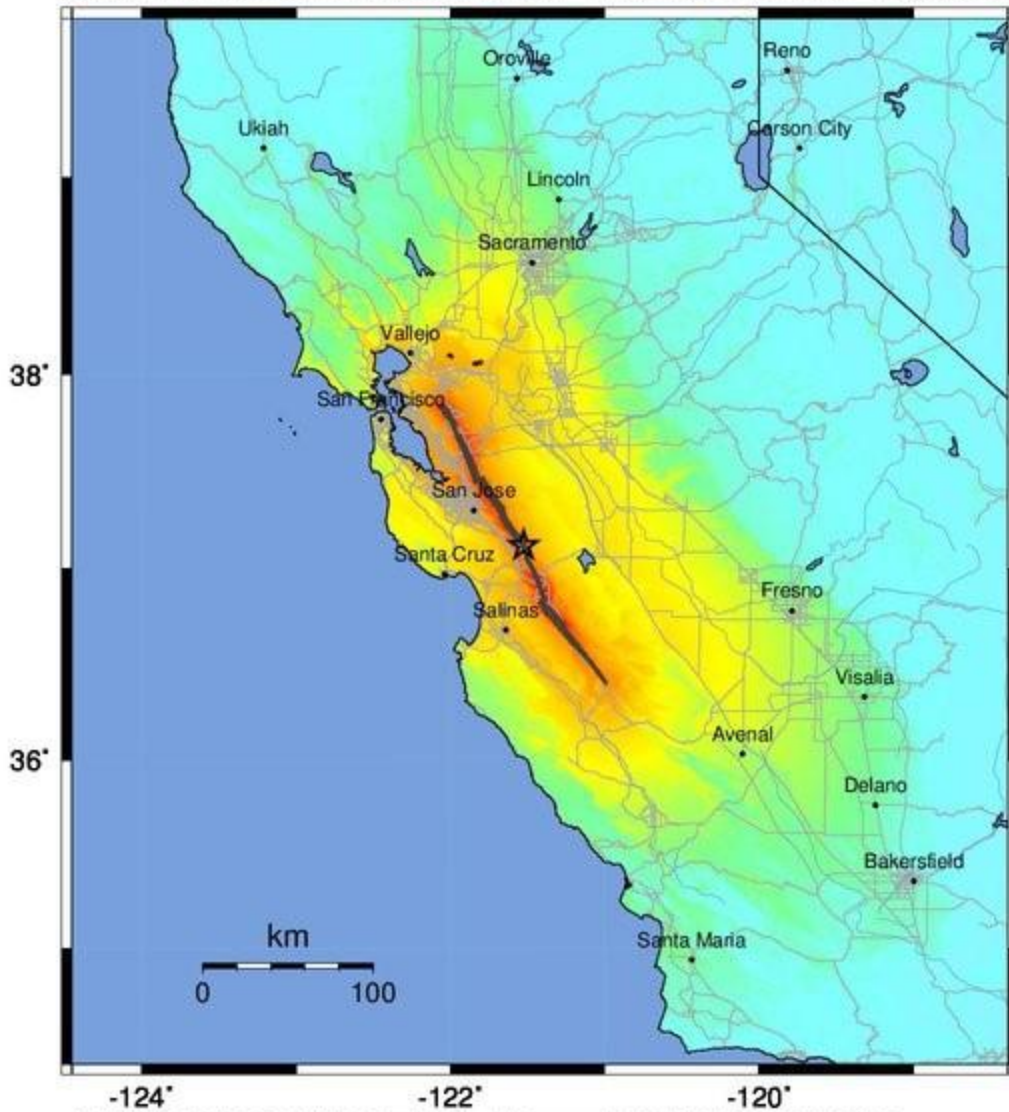 Oroville
Reno
Ukiah
Carson City
Lincoln
Sacramento
Vallejo
38°
San Francisco
San Jose
Santa Cruz
Fresno
Salinas
Visalia
Avenal
36°
Delano
Bakersfield
km
Santa Maria
0 100
-124° -122° -120°